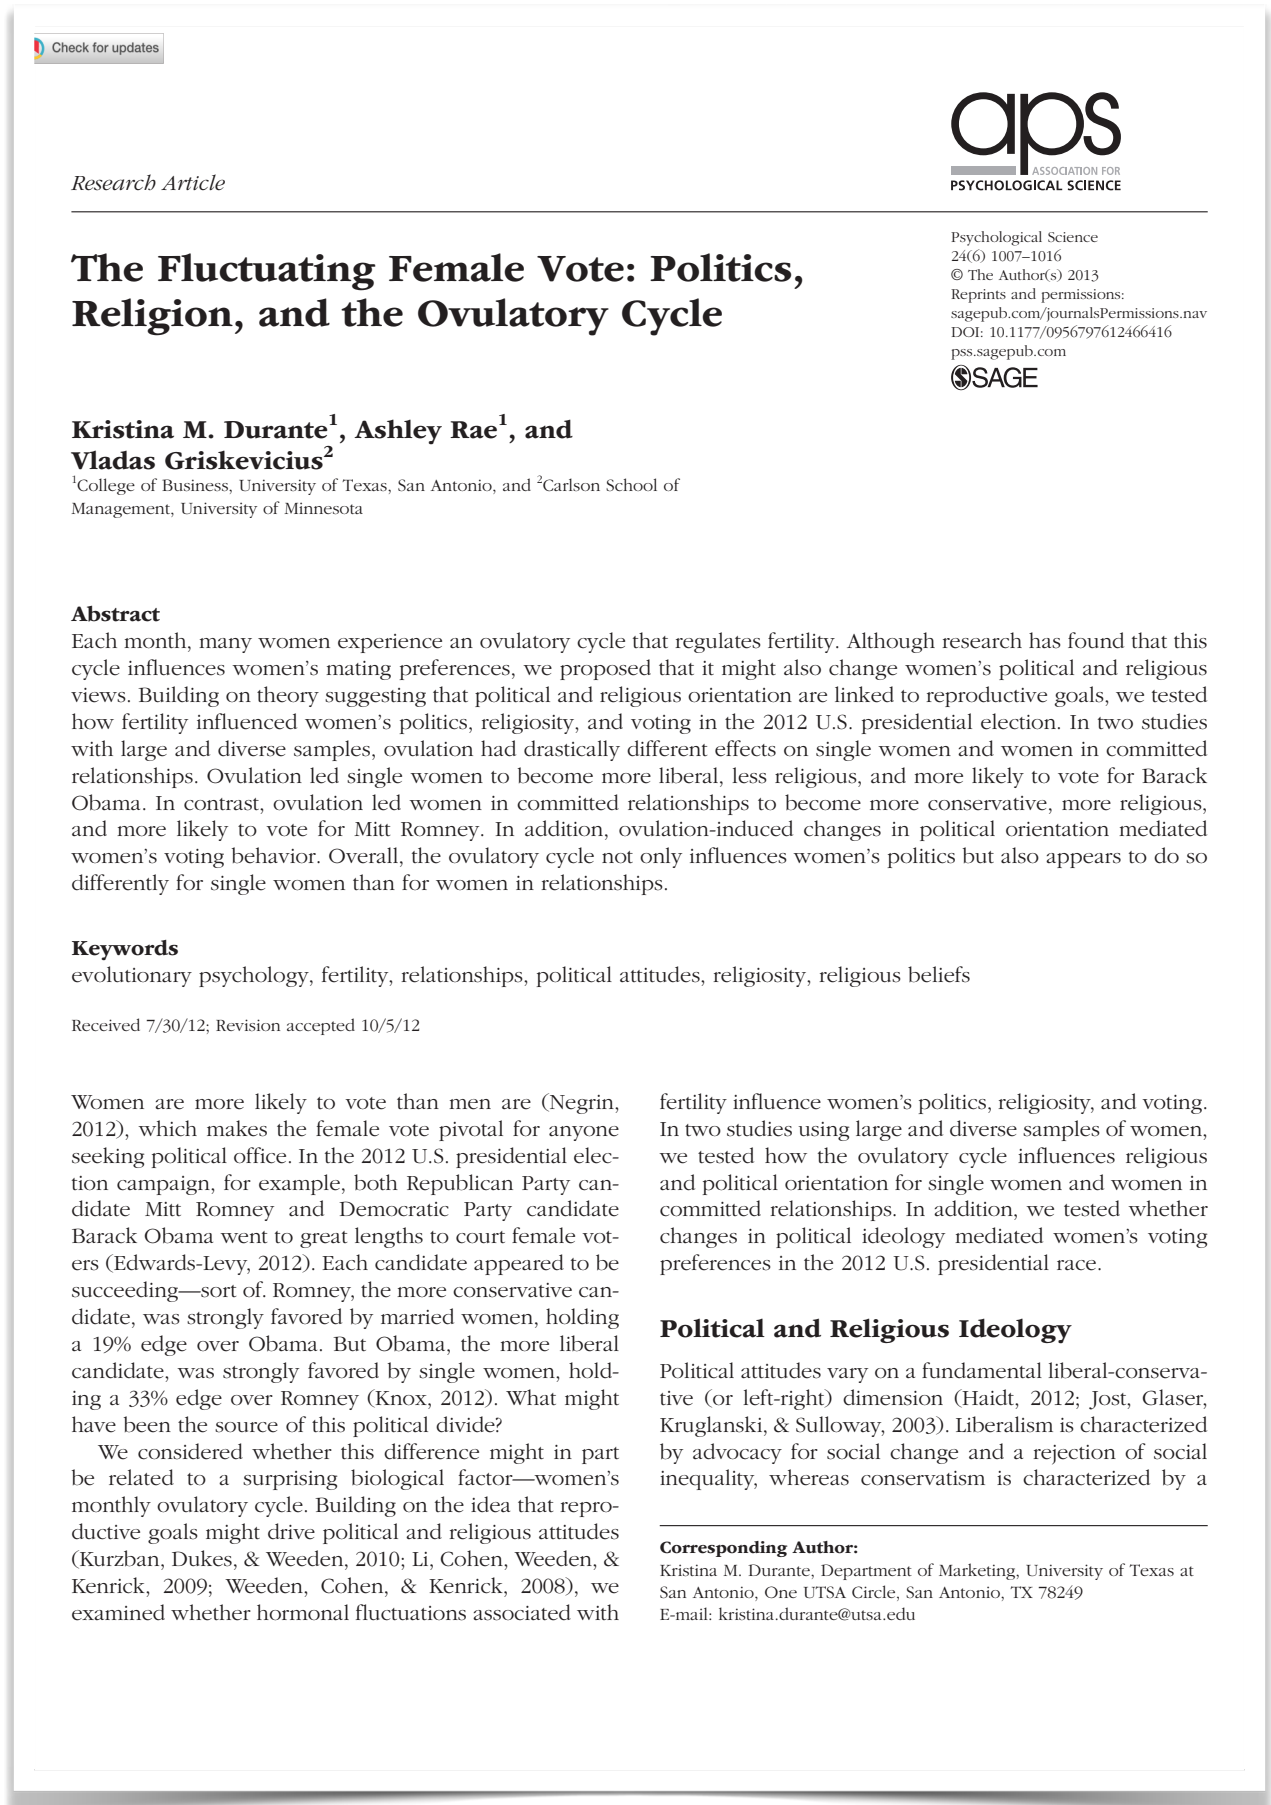 Check for updates
aps
ASSOCIATION FOR
PSYCHOLOGICAL SCIENCE
Research Article
The Fluctuating Female Vote: Politics,
Religion, and the Ovulatory Cycle
Psychological Science
24(6) 1007–1016
© The Author(s) 2013
Reprints and permissions:
sagepub.com/journalsPermissions.nav
DOI: 10.1177/0956797612466416
pss.sagepub.com
SAGE
Kristina M. Durante1, Ashley Rae1, and
Vladas Griskevicius2
1College of Business, University of Texas, San Antonio, and 2Carlson School of
Management, University of Minnesota
Abstract
Each month, many women experience an ovulatory cycle that regulates fertility. Although research has found that this
cycle influences women’s mating preferences, we proposed that it might also change women’s political and religious
views. Building on theory suggesting that political and religious orientation are linked to reproductive goals, we tested
how fertility influenced women’s politics, religiosity, and voting in the 2012 U.S. presidential election. In two studies
with large and diverse samples, ovulation had drastically different effects on single women and women in committed
relationships. Ovulation led single women to become more liberal, less religious, and more likely to vote for Barack
Obama. In contrast, ovulation led women in committed relationships to become more conservative, more religious,
and more likely to vote for Mitt Romney. In addition, ovulation-induced changes in political orientation mediated
women’s voting behavior. Overall, the ovulatory cycle not only influences women’s politics but also appears to do so
differently for single women than for women in relationships.
Keywords
evolutionary psychology, fertility, relationships, political attitudes, religiosity, religious beliefs
Received 7/30/12; Revision accepted 10/5/12
Women are more likely to vote than men are (Negrin,
2012), which makes the female vote pivotal for anyone
seeking political office. In the 2012 U.S. presidential elec-
tion campaign, for example, both Republican Party can-
didate Mitt Romney and Democratic Party candidate
Barack Obama went to great lengths to court female vot-
ers (Edwards-Levy, 2012). Each candidate appeared to be
succeeding—sort of. Romney, the more conservative can-
didate, was strongly favored by married women, holding
a 19% edge over Obama. But Obama, the more liberal
candidate, was strongly favored by single women, hold-
ing a 33% edge over Romney (Knox, 2012). What might
have been the source of this political divide?
We considered whether this difference might in part
be related to a surprising biological factor—women’s
monthly ovulatory cycle. Building on the idea that repro-
ductive goals might drive political and religious attitudes
(Kurzban, Dukes, & Weeden, 2010; Li, Cohen, Weeden, &
Kenrick, 2009; Weeden, Cohen, & Kenrick, 2008), we
examined whether hormonal fluctuations associated with
fertility influence women’s politics, religiosity, and voting.
In two studies using large and diverse samples of women,
we tested how the ovulatory cycle influences religious
and political orientation for single women and women in
committed relationships. In addition, we tested whether
changes in political ideology mediated women’s voting
preferences in the 2012 U.S. presidential race.
Political and Religious Ideology
Political attitudes vary on a fundamental liberal-conserva-
tive (or left-right) dimension (Haidt, 2012; Jost, Glaser,
Kruglanski, & Sulloway, 2003). Liberalism is characterized
by advocacy for social change and a rejection of social
inequality, whereas conservatism is characterized by a
Corresponding Author:
Kristina M. Durante, Department of Marketing, University of Texas at
San Antonio, One UTSA Circle, San Antonio, TX 78249
E-mail: kristina.durante@utsa.edu